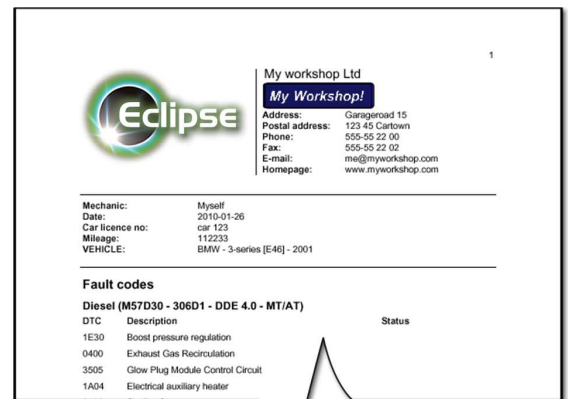 1
Eclipse
My workshop Ltd
My Workshop!
Address: Garageroad 15
Postal address: 123 45 Cartown
Phone: 555-55 22 00
Fax: 555-55 22 02
E-mail: me@myworkshop.com
Homepage: www.myworkshop.com
Mechanic: Myself
Date: 2010-01-26
Car licence no: car 123
Mileage: 112233
VEHICLE: BMW - 3-series [E46] - 2001
Fault codes
Diesel (M57D30 - 306D1 - DDE 4.0 - MT/AT)
DTC Description Status
1E30 Boost pressure regulation
0400 Exhaust Gas Recirculation
3505 Glow Plug Module Control Circuit
1A04 Electrical auxiliary heater